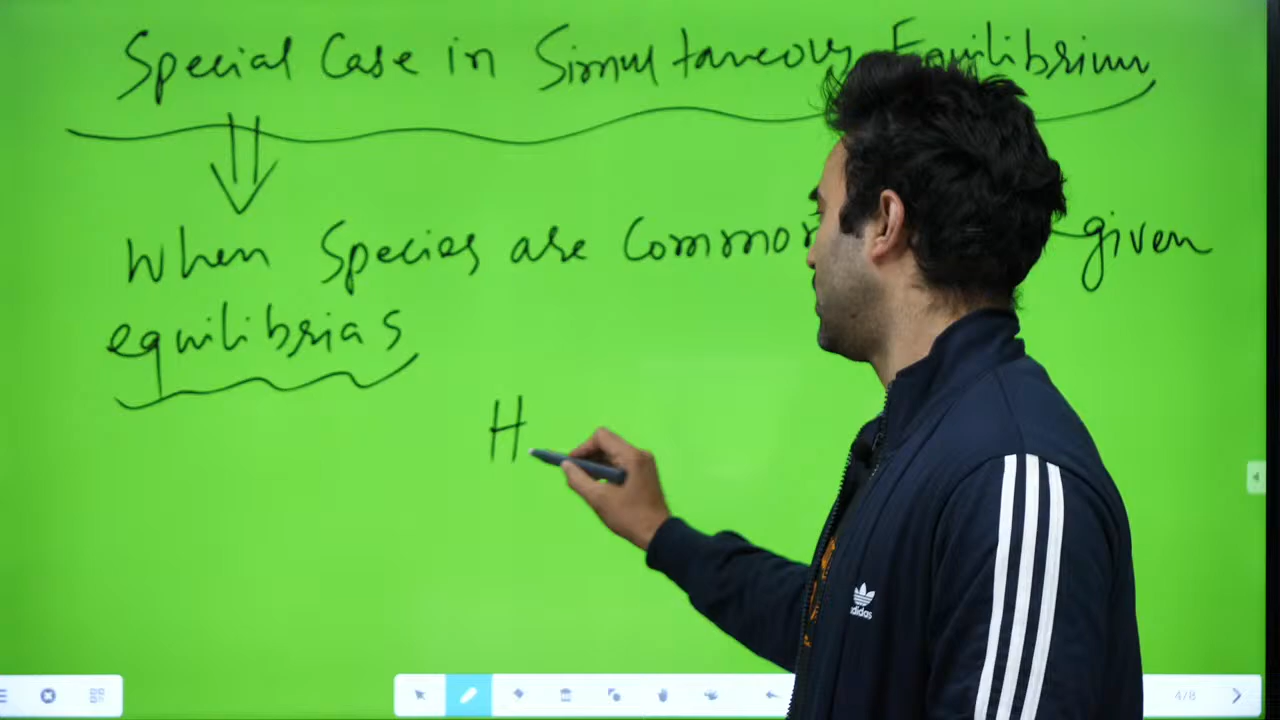 Special Case in Simultaneous Equilibrium
When Species are Common given
equilibrias
H
adidas
4/8